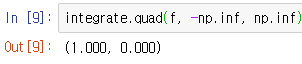 In [9]: integrate.quad(f, -np.inf, np.inf)
Out[9]: (1.000, 0.000)